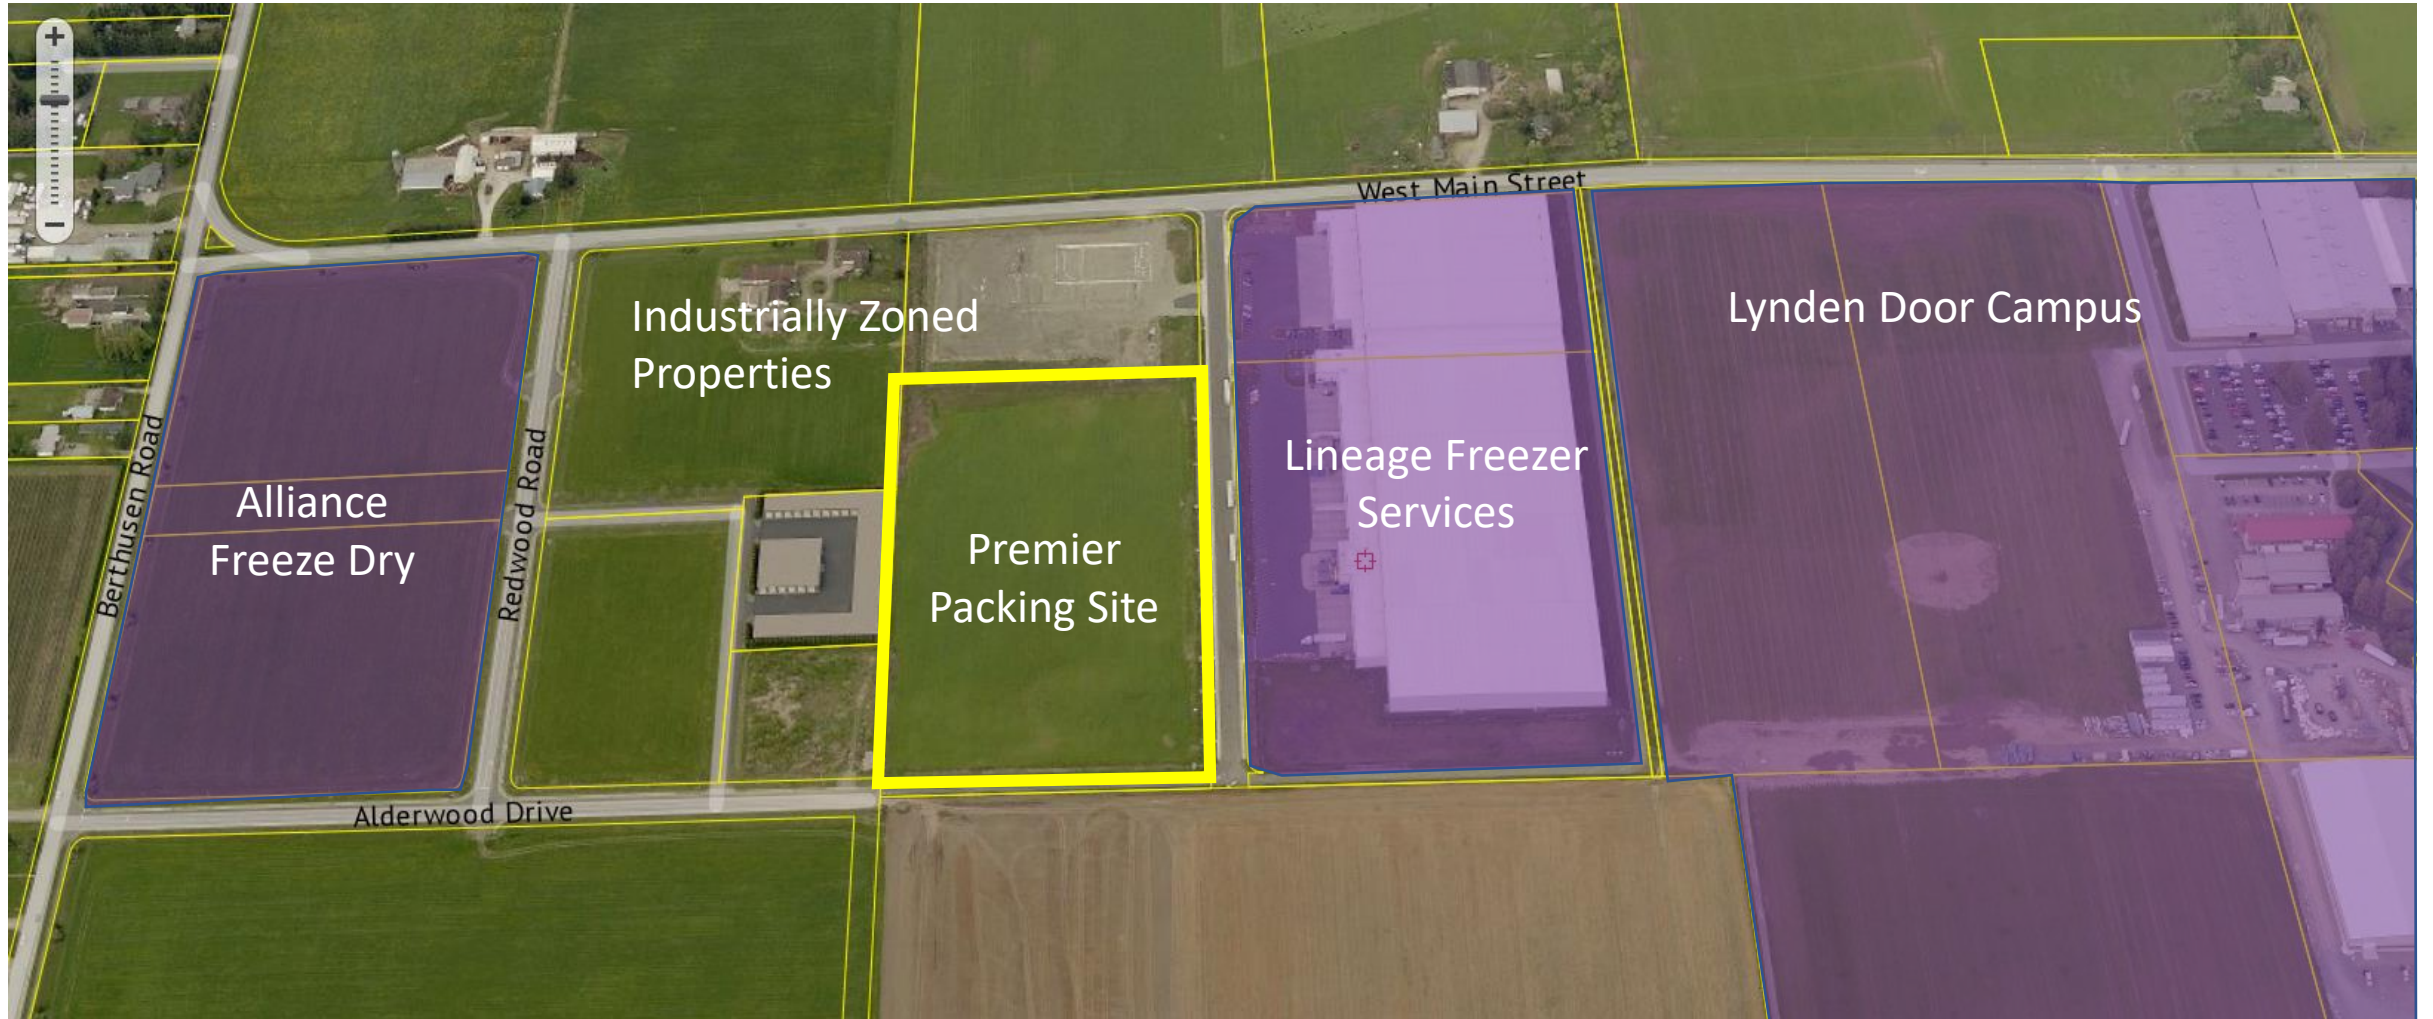 West Main Street
Industrially Zoned
Properties
Lynden Door Campus
Berthusen Road
Alliance
Freeze Dry
Redwood Road
Premier
Packing Site
Lineage Freezer
Services
Alderwood Drive